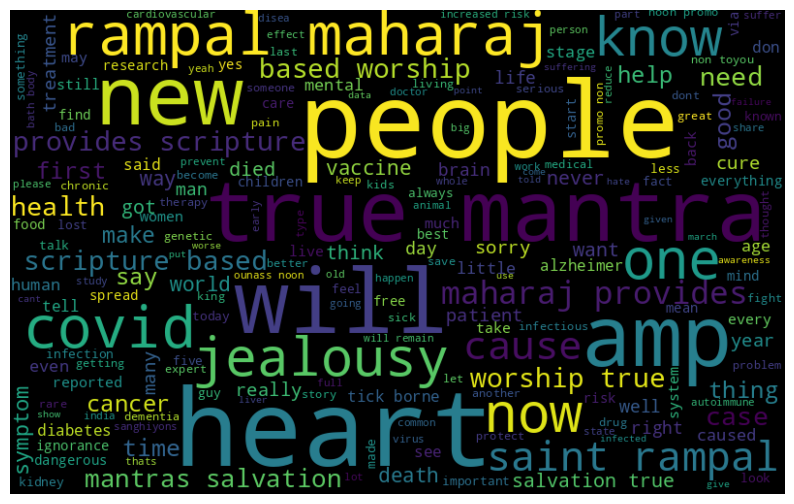 cardiovascular disea increased risk noon promo part suffer
rampal maharaj know
something treatment research yes effect last person via
yeah someone based worship stage non toyou don
new may mental life help need
still care living doctor reduce suffering
bath body find pain data point serious start promo non good
bad people dont great failure
provides scripture big share known
first said died vaccine brain way never back less cure
please chronic prevent become keep whole work medical fact everything
man children kids always come told hate
health got true mantra animal given thought
food lost women therapy early type much best march awareness
make genetic live think day sorry want one age
talk worse put better save little alzheimer mind
scripture based ounass noon old happen use
human say world will feel going maharaj provides mean fight
spread king free patient
tell today sick take infectious every
covid will remain cause amp year
infection getting five expert jealousy let another problem
even many reported full worship true thing
rare show guy really story tick borne risk system autoimmune
cancer dementia liver heart now well drug case
symptom diabetes india common made right caused
ignorance sanghiyons virus protect state
dangerous time thats see infected saint rampal
kidney mantras salvation lot death important salvation true give look
cant study